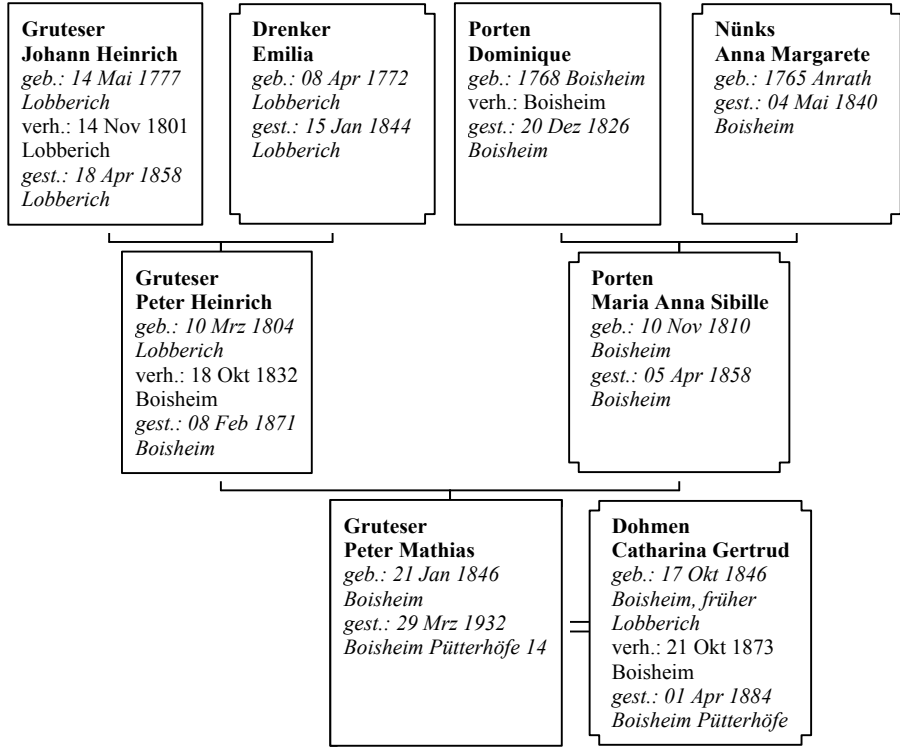 Gruteser
Johann Heinrich
geb.: 14 Mai 1777
Lobberich
verh.: 14 Nov 1801
Lobberich
gest.: 18 Apr 1858
Lobberich
Drenker
Emilia
geb.: 08 Apr 1772
Lobberich
gest.: 15 Jan 1844
Lobberich
Porten
Dominique
geb.: 1768 Boisheim
verh.: Boisheim
gest.: 20 Dez 1826
Boisheim
Nünks
Anna Margarete
geb.: 1765 Anrath
gest.: 04 Mai 1840
Boisheim
Gruteser
Peter Heinrich
geb.: 10 Mrz 1804
Lobberich
verh.: 18 Okt 1832
Boisheim
gest.: 08 Feb 1871
Boisheim
Porten
Maria Anna Sibille
geb.: 10 Nov 1810
Boisheim
gest.: 05 Apr 1858
Boisheim
Gruteser
Peter Mathias
geb.: 21 Jan 1846
Boisheim
gest.: 29 Mrz 1932
Boisheim Pütterhöfe 14
Dohmen
Catharina Gertrud
geb.: 17 Okt 1846
Boisheim, früher
Lobberich
verh.: 21 Okt 1873
Boisheim
gest.: 01 Apr 1884
Boisheim Pütterhöfe